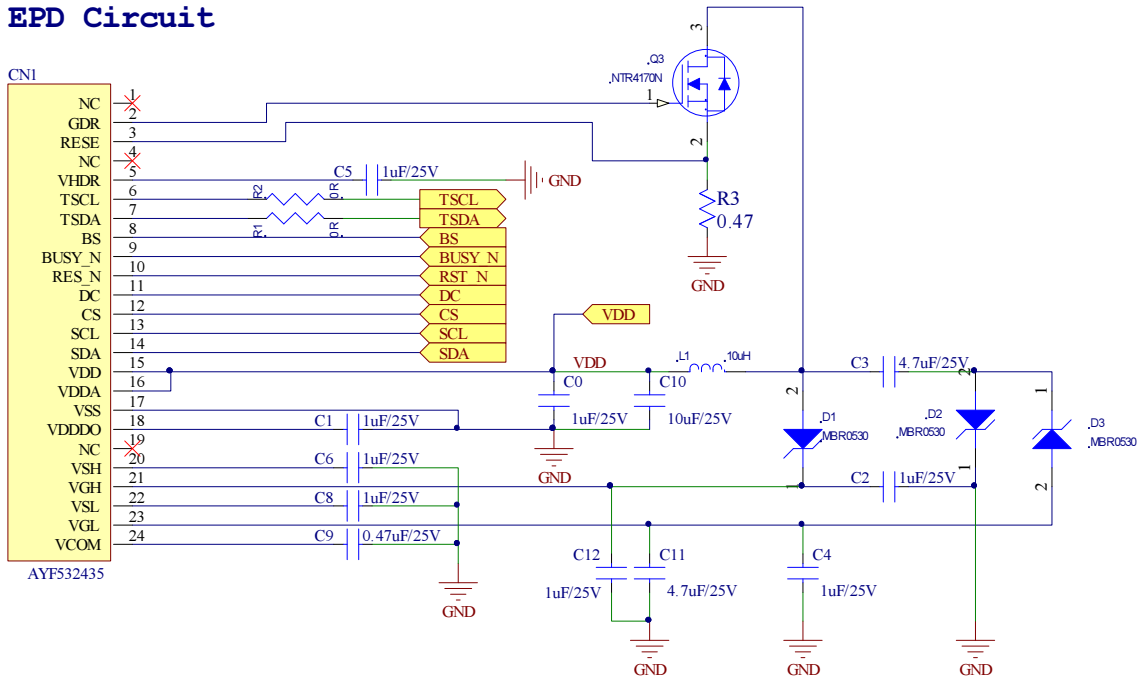 EPD Circuit
CN1
NC 1
GDR 2
RESE 3
NC 4
VHDR 5
TSCL 6
TSDA 7
BS 8
BUSY_N 9
RES_N 10
DC 11
CS 12
SCL 13
SDA 14
VDD 15
VDDA 16
VSS 17
VDDDO 18
NC 19
VSH 20
VGH 21
VSL 22
VGL 23
VCOM 24
AYF532435
3
.Q3
.NTR4170N
1
2
C5 1uF/25V
GND
R2 0R
R1 0R
TSCL
TSDA
BS
BUSY_N
RST_N
DC
CS
SCL
SDA
R3
0.47
GND
VDD
VDD
.L1 .10uH
C0
1uF/25V
C10
10uF/25V
GND
C3 4.7uF/25V
2
.D1
.MBR0530
1
2
.D2
.MBR0530
1
1
.D3
.MBR0530
2
C2 1uF/25V
C1 1uF/25V
C6 1uF/25V
C8 1uF/25V
C9 0.47uF/25V
GND
C12
1uF/25V
C11
4.7uF/25V
GND
C4
1uF/25V
GND
GND